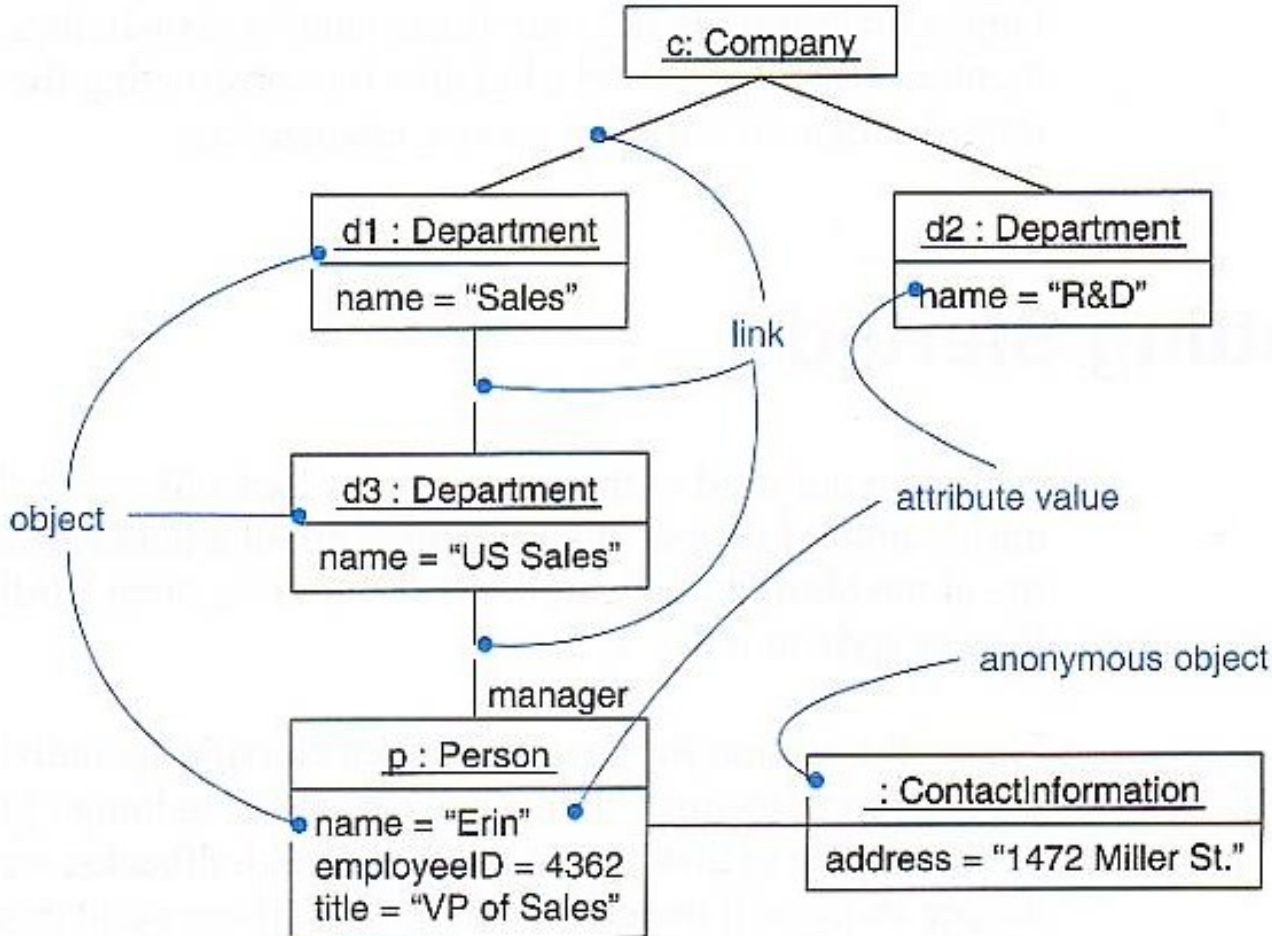 c: Company
d1 : Department
name = “Sales”
d2 : Department
name = “R&D”
link
d3 : Department
name = “US Sales”
object
attribute value
manager
anonymous object
p : Person
name = “Erin”
employeeID = 4362
title = “VP of Sales”
: ContactInformation
address = “1472 Miller St.”